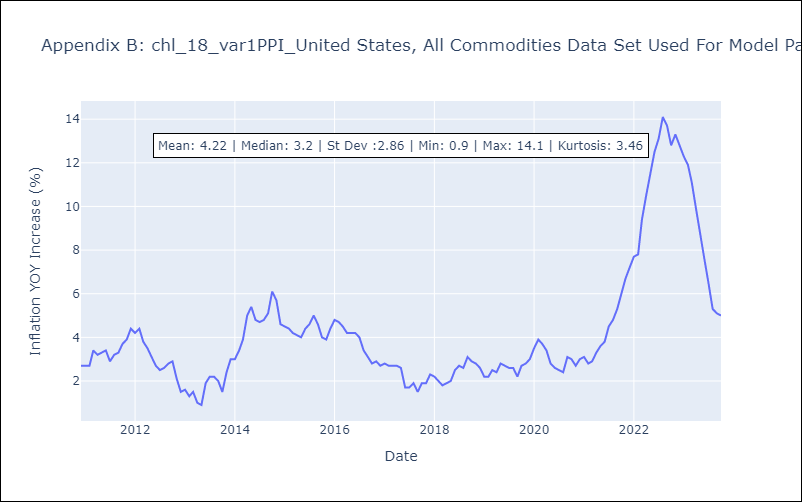 Appendix B: chl_18_var1PPI_United States, All Commodities Data Set Used For Model Pa
14
Mean: 4.22 | Median: 3.2 | St Dev :2.86 | Min: 0.9 | Max: 14.1 | Kurtosis: 3.46
12
10
8
6
4
2
Inflation YOY Increase (%)
2012 2014 2016 2018 2020 2022
Date